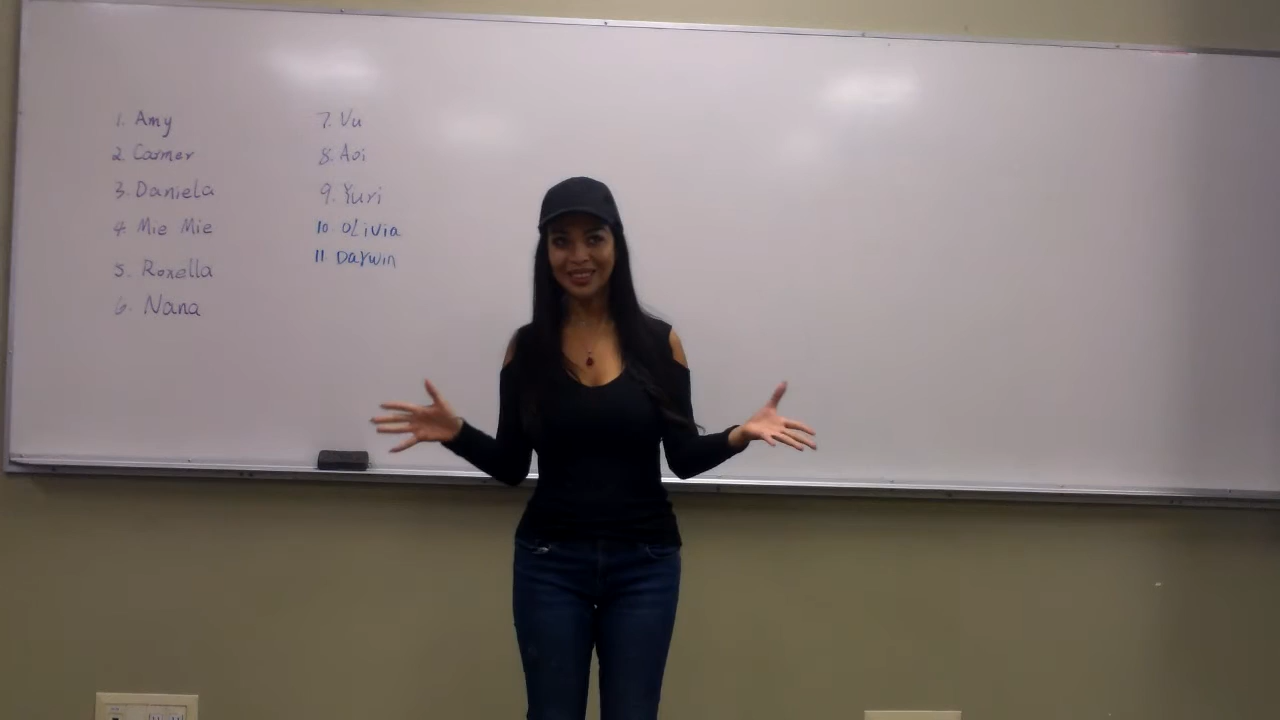 1. Amy
2. Carmer
3. Daniela
4. Mie Mie
5. Roxella
6. Nana
7. Vu
8. Aoi
9. Yuri
10. OLivia
11. Darwin